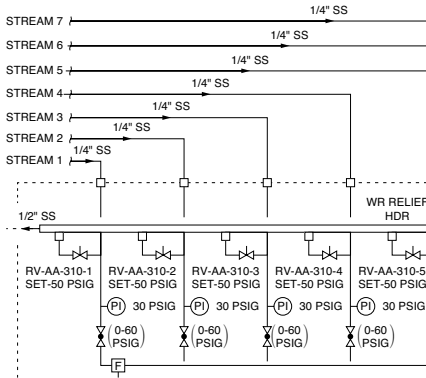 STREAM 7 1/4" SS
STREAM 6 1/4" SS
STREAM 5 1/4" SS
STREAM 4 1/4" SS
STREAM 3 1/4" SS
STREAM 2 1/4" SS
STREAM 1 1/4" SS
WR RELIEF
HDR
1/2" SS
RV-AA-310-1 RV-AA-310-2 RV-AA-310-3 RV-AA-310-4 RV-AA-310-5
SET-50 PSIG SET-50 PSIG SET-50 PSIG SET-50 PSIG SET-50 PSIG
PI 30 PSIG PI 30 PSIG PI 30 PSIG PI 30 PSIG
(0-60 (0-60 (0-60 (0-60
PSIG) PSIG) PSIG) PSIG)
F